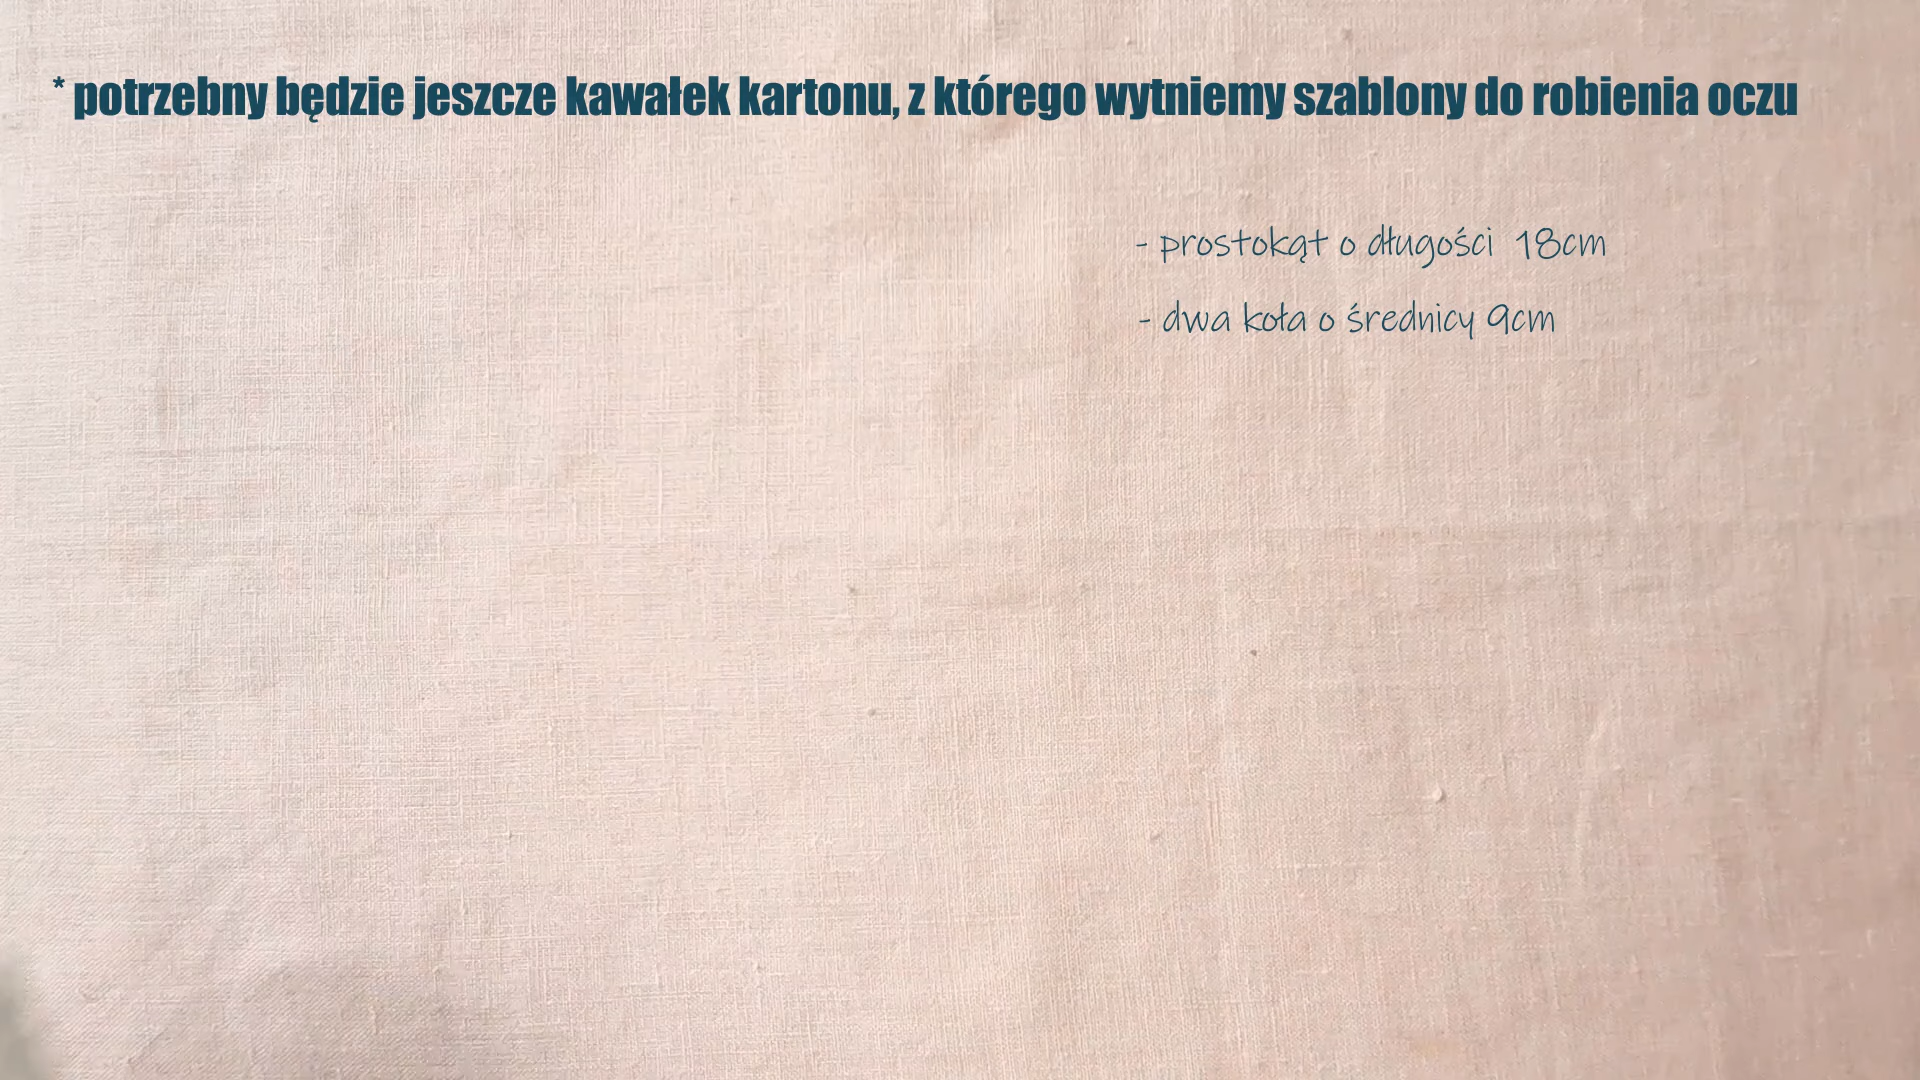 * potrzebny będzie jeszcze kawałek kartonu, z którego wytniemy szablony do robienia oczu
- prostokąt o długości 18cm
- dwa koła o średnicy 9cm